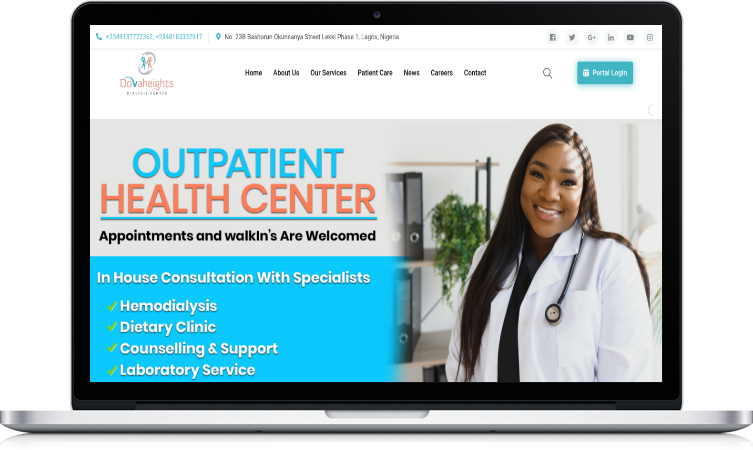 +2349137772362, +2348183332917
No. 23B Bashorun Okunsanya Street Lekki Phase 1, Lagos, Nigeria
Dovaheights
DIALYSIS CENTER
Home About Us Our Services Patient Care News Careers Contact
Portal Login
OUTPATIENT
HEALTH CENTER
Appointments and walkIn's Are Welcomed
In House Consultation With Specialists
Hemodialysis
Dietary Clinic
Counselling & Support
Laboratory Service